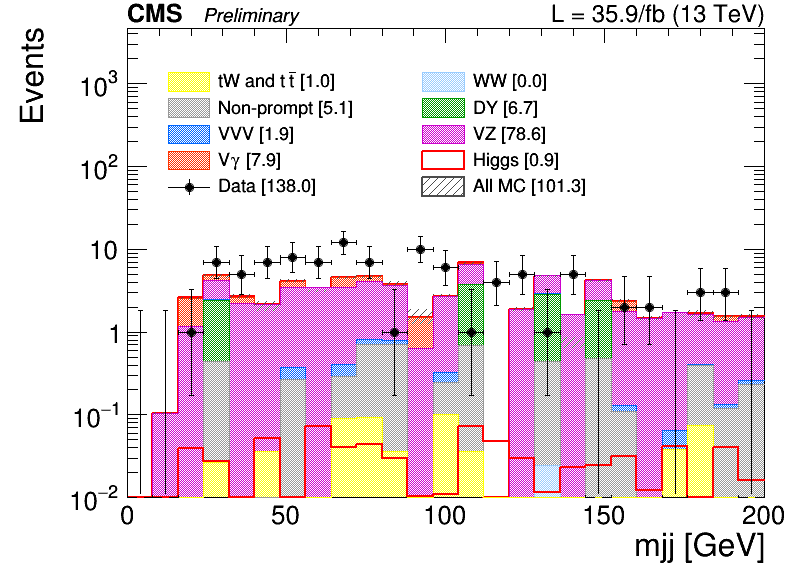 CMS Preliminary L = 35.9/fb (13 TeV)
Events
tW and t t̅ [1.0] WW [0.0]
Non-prompt [5.1] DY [6.7]
VVV [1.9] VZ [78.6]
Vγ [7.9] Higgs [0.9]
Data [138.0] All MC [101.3]
10³
10²
10
1
10⁻¹
10⁻²
0 50 100 150 200
mjj [GeV]